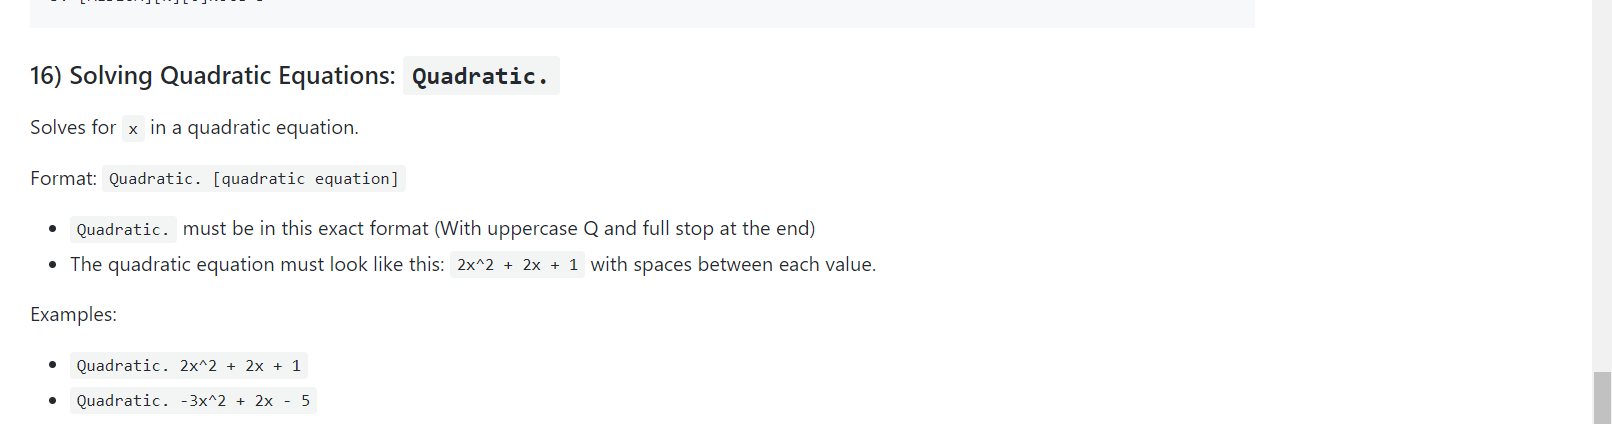 16) Solving Quadratic Equations: Quadratic.
Solves for x in a quadratic equation.
Format: Quadratic. [quadratic equation]
Quadratic. must be in this exact format (With uppercase Q and full stop at the end)
The quadratic equation must look like this: 2x^2 + 2x + 1 with spaces between each value.
Examples:
Quadratic. 2x^2 + 2x + 1
Quadratic. -3x^2 + 2x - 5